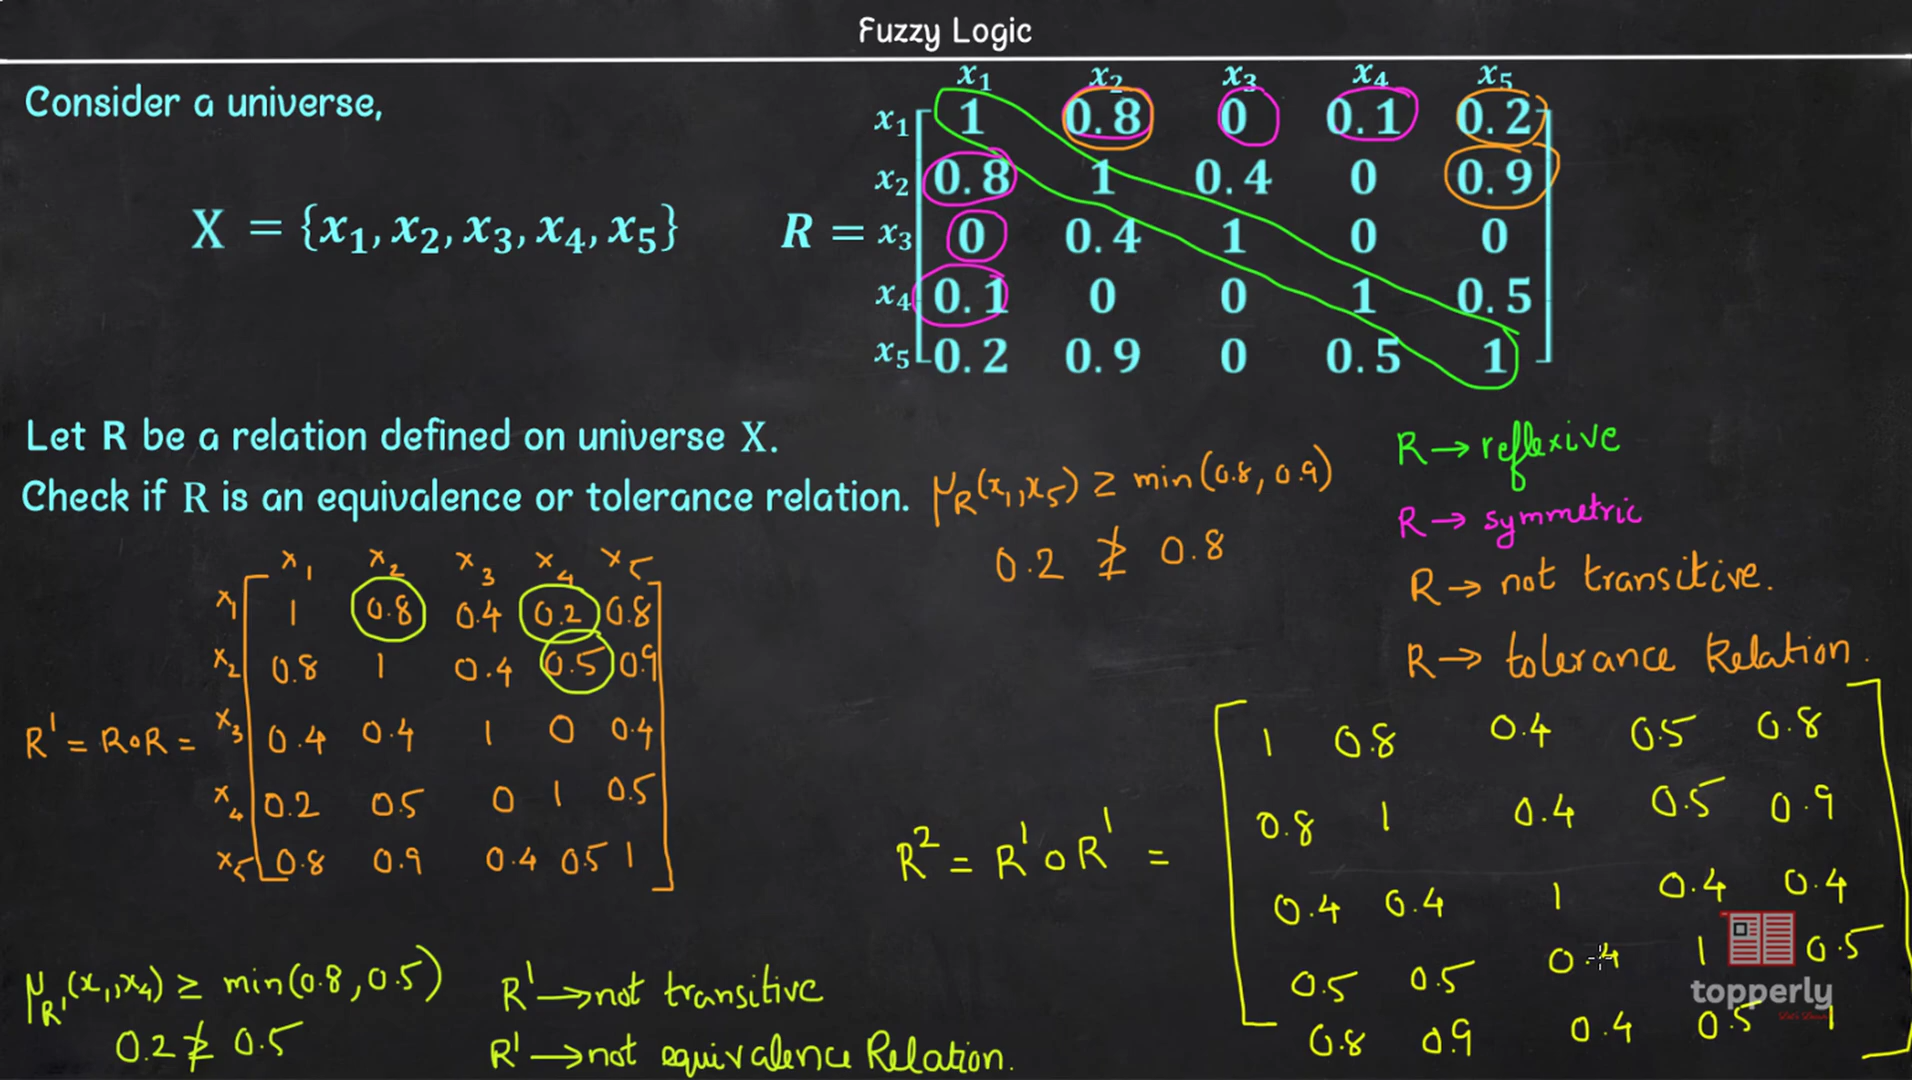 Fuzzy Logic
Consider a universe,
X = {x₁, x₂, x₃, x₄, x₅}
x₁ x₂ x₃ x₄ x₅
x₁ 1 0.8 0 0.1 0.2
x₂ 0.8 1 0.4 0 0.9
R = x₃ 0 0.4 1 0 0
x₄ 0.1 0 0 1 0.5
x₅ 0.2 0.9 0 0.5 1
Let R be a relation defined on universe X.
Check if R is an equivalence or tolerance relation.
μR(x₁,x₅) ≥ min(0.8, 0.9)
0.2 ≱ 0.8
R → reflexive
R → symmetric
R → not transitive.
R → tolerance Relation.
x₁ x₂ x₃ x₄ x₅
x₁ 1 0.8 0.4 0.2 0.8
x₂ 0.8 1 0.4 0.5 0.9
R¹ = R∘R = x₃ 0.4 0.4 1 0 0.4
x₄ 0.2 0.5 0 1 0.5
x₅ 0.8 0.9 0.4 0.5 1
μR¹(x₁,x₄) ≥ min(0.8, 0.5)
0.2 ≱ 0.5
R¹ → not transitive
R¹ → not equivalence Relation.
R² = R¹∘R¹ =
1 0.8 0.4 0.5 0.8
0.8 1 0.4 0.5 0.9
0.4 0.4 1 0.4 0.4
0.5 0.5 0.4 1 0.5
0.8 0.9 0.4 0.5 1
topperly